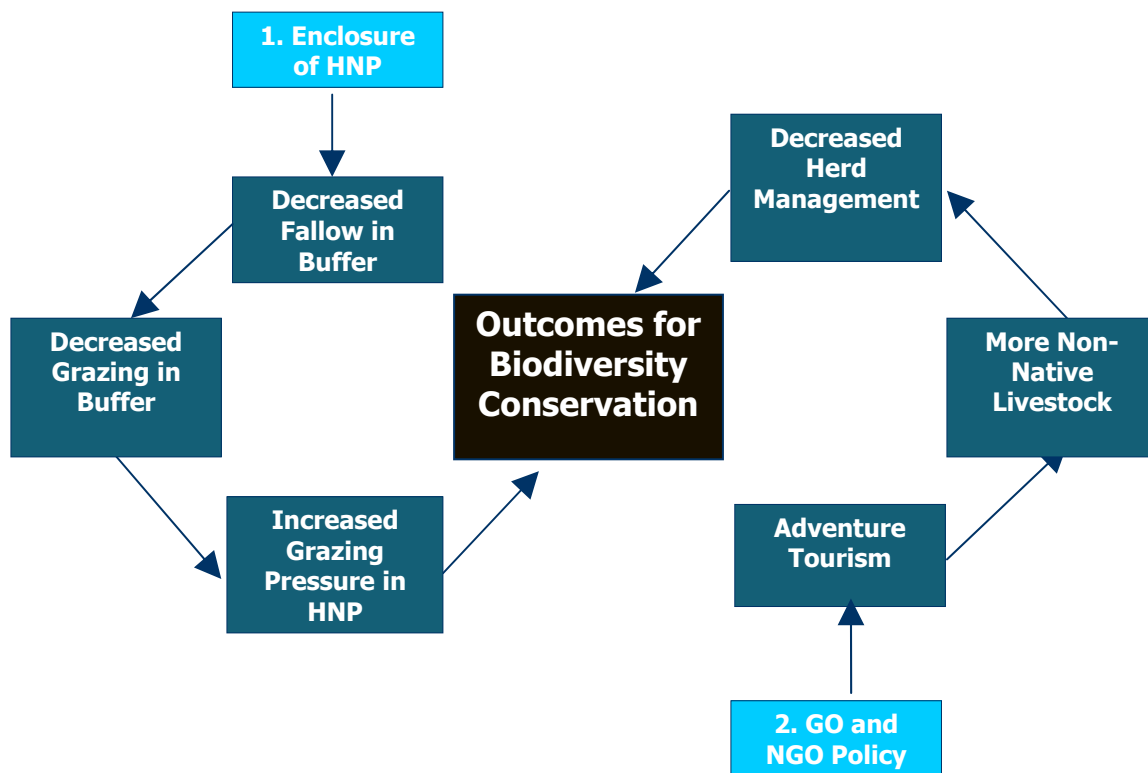 1. Enclosure
of HNP
Decreased
Fallow in
Buffer
Decreased
Grazing in
Buffer
Increased
Grazing
Pressure in
HNP
Outcomes for
Biodiversity
Conservation
Decreased
Herd
Management
More Non-
Native
Livestock
Adventure
Tourism
2. GO and
NGO Policy